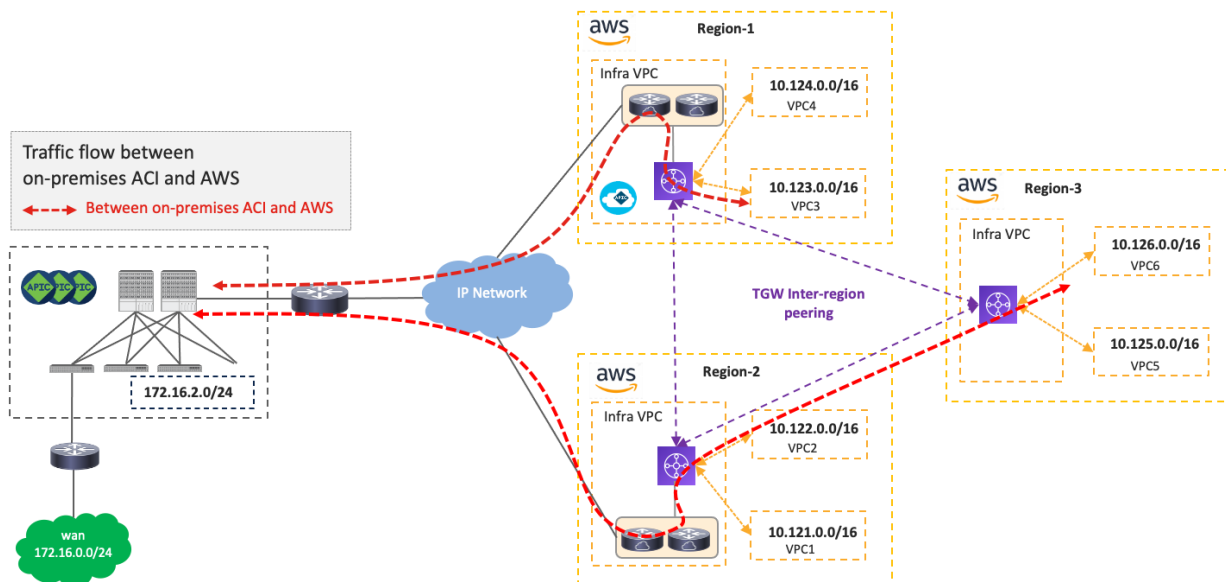 Traffic flow between
on-premises ACI and AWS
Between on-premises ACI and AWS
APIC PIC PIC
172.16.2.0/24
wan
172.16.0.0/24
IP Network
aws
Region-1
Infra VPC
APIC
10.124.0.0/16
VPC4
10.123.0.0/16
VPC3
TGW Inter-region
peering
aws
Region-2
Infra VPC
10.122.0.0/16
VPC2
10.121.0.0/16
VPC1
aws
Region-3
Infra VPC
10.126.0.0/16
VPC6
10.125.0.0/16
VPC5